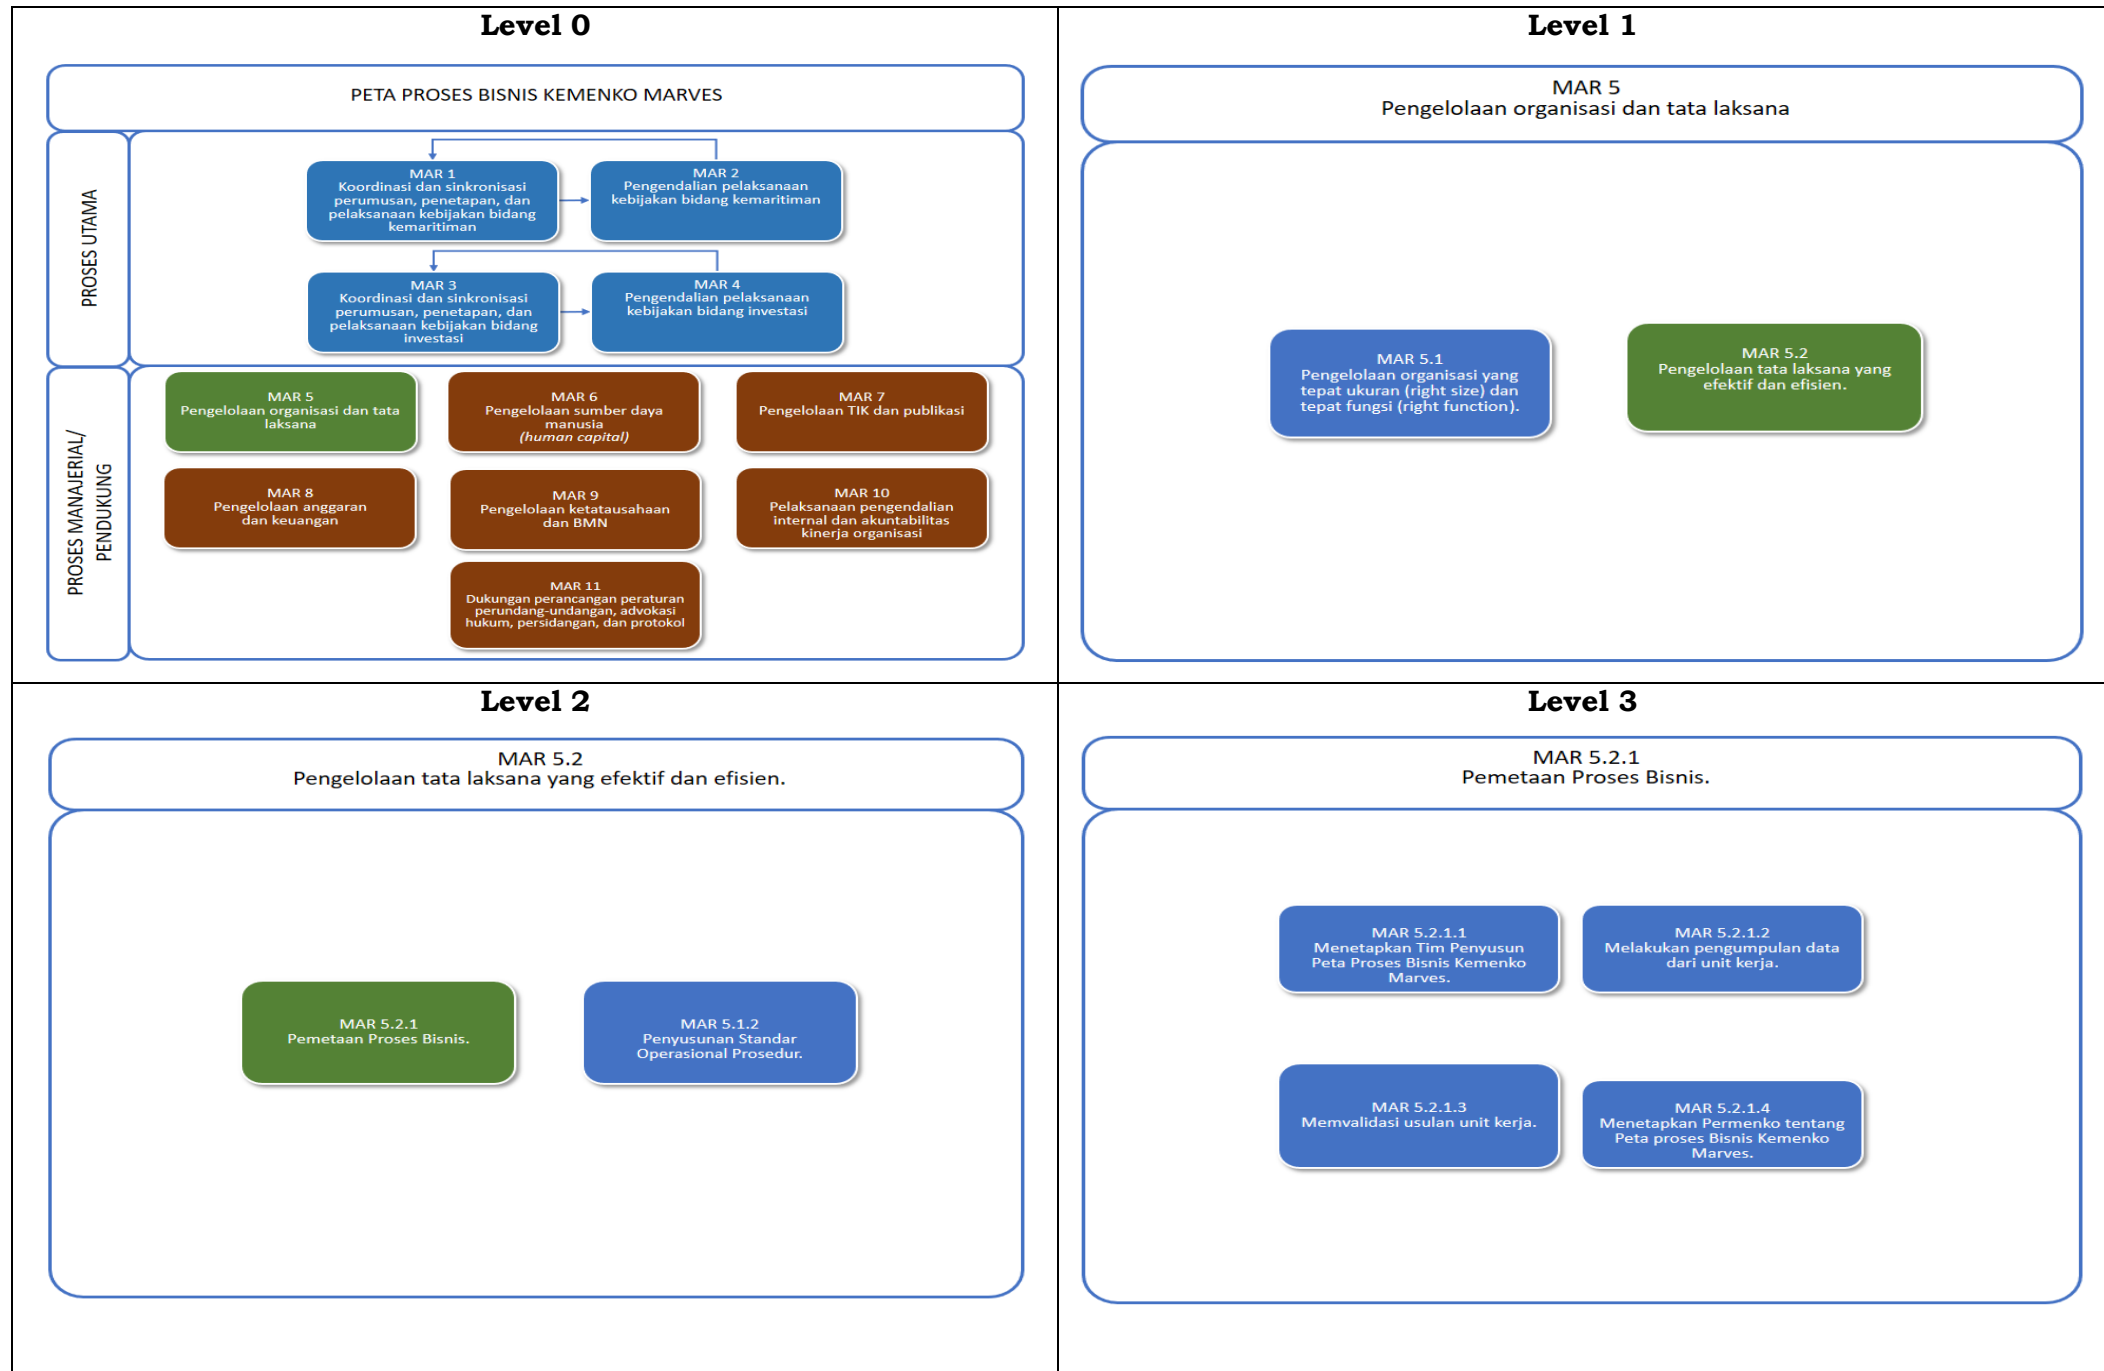 Level 0
PETA PROSES BISNIS KEMENKO MARVES
PROSES UTAMA
MAR 1
Koordinasi dan sinkronisasi
perumusan, penetapan, dan
pelaksanaan kebijakan bidang
kemaritiman
MAR 2
Pengendalian pelaksanaan
kebijakan bidang kemaritiman
MAR 3
Koordinasi dan sinkronisasi
perumusan, penetapan, dan
pelaksanaan kebijakan bidang
investasi
MAR 4
Pengendalian pelaksanaan
kebijakan bidang investasi
PROSES MANAJERIAL/
PENDUKUNG
MAR 5
Pengelolaan organisasi dan tata
laksana
MAR 6
Pengelolaan sumber daya
manusia
(human capital)
MAR 7
Pengelolaan TIK dan publikasi
MAR 8
Pengelolaan anggaran
dan keuangan
MAR 9
Pengelolaan ketatausahaan
dan BMN
MAR 10
Pelaksanaan pengendalian
internal dan akuntabilitas
kinerja organisasi
MAR 11
Dukungan perancangan peraturan
perundang-undangan, advokasi
hukum, persidangan, dan protokol
Level 1
MAR 5
Pengelolaan organisasi dan tata laksana
MAR 5.1
Pengelolaan organisasi yang
tepat ukuran (right size) dan
tepat fungsi (right function).
MAR 5.2
Pengelolaan tata laksana yang
efektif dan efisien.
Level 2
MAR 5.2
Pengelolaan tata laksana yang efektif dan efisien.
MAR 5.2.1
Pemetaan Proses Bisnis.
MAR 5.1.2
Penyusunan Standar
Operasional Prosedur.
Level 3
MAR 5.2.1
Pemetaan Proses Bisnis.
MAR 5.2.1.1
Menetapkan Tim Penyusun
Peta Proses Bisnis Kemenko
Marves.
MAR 5.2.1.2
Melakukan pengumpulan data
dari unit kerja.
MAR 5.2.1.3
Memvalidasi usulan unit kerja.
MAR 5.2.1.4
Menetapkan Permenko tentang
Peta proses Bisnis Kemenko
Marves.